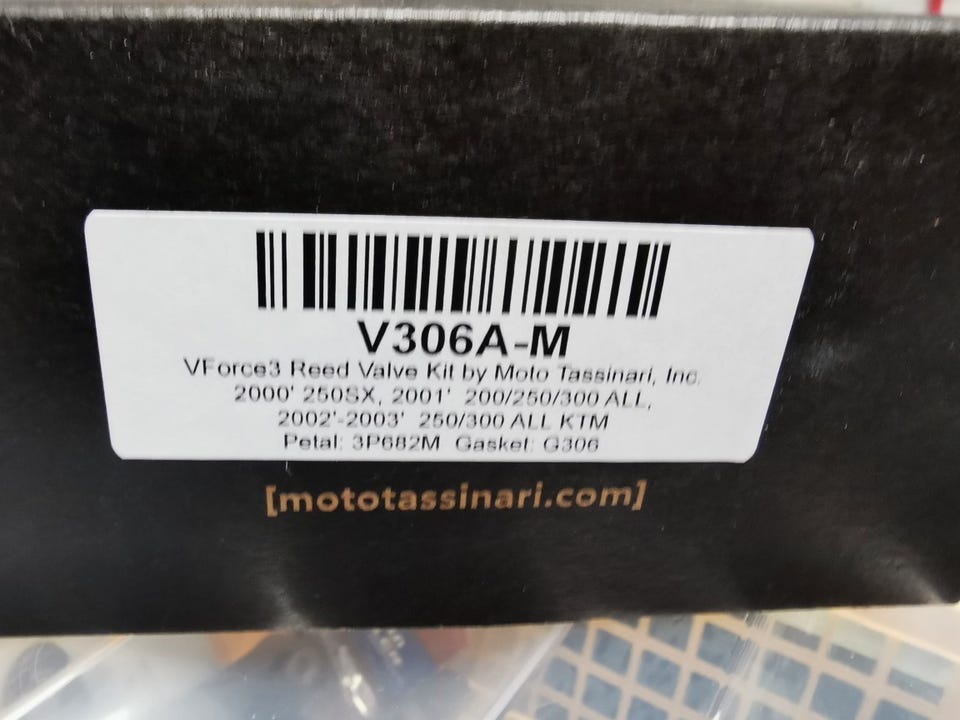 V306A-M
VForce3 Reed Valve Kit by Moto Tassinari, Inc.
2000' 250SX, 2001' 200/250/300 ALL,
2002'-2003' 250/300 ALL KTM
Petal: 3P682M Gasket: G306
[mototassinari.com]